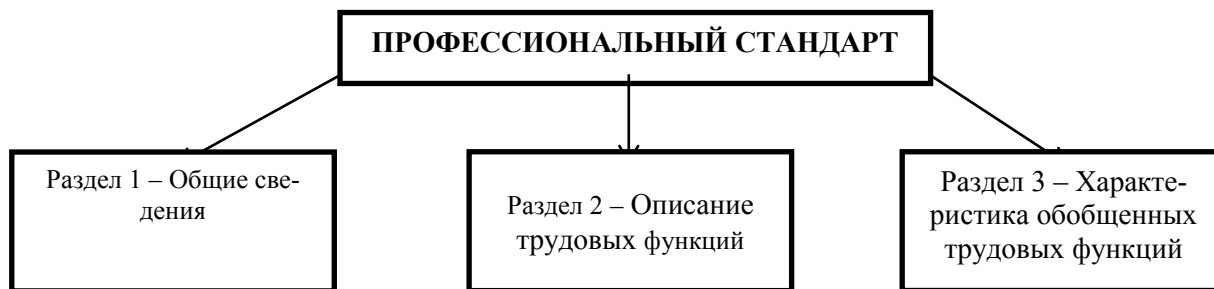 ПРОФЕССИОНАЛЬНЫЙ СТАНДАРТ
Раздел 1 – Общие све-
дения
Раздел 2 – Описание
трудовых функций
Раздел 3 – Характе-
ристика обобщенных
трудовых функций